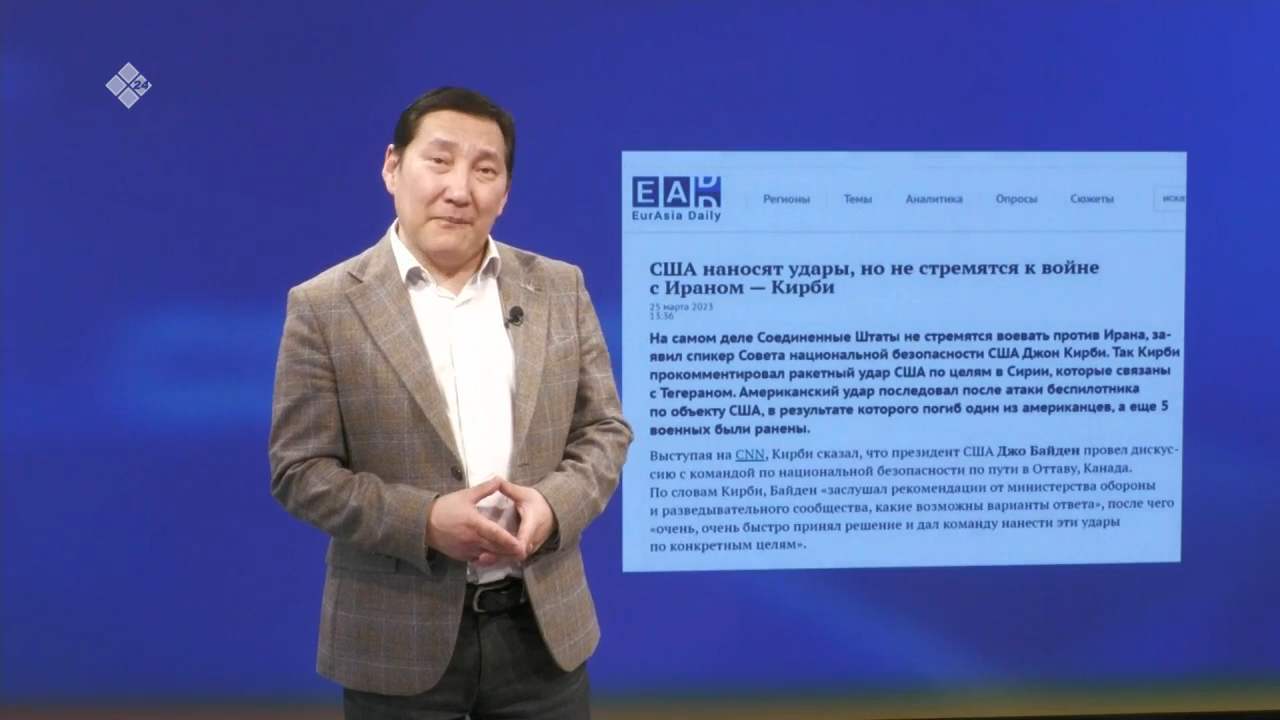 24
EAD
EurAsia Daily
Регионы Темы Аналитика Опросы Сюжеты
США наносят удары, но не стремятся к войне
с Ираном — Кирби
25 марта 2023
13:36
На самом деле Соединенные Штаты не стремятся воевать против Ирана, за-
явил спикер Совета национальной безопасности США Джон Кирби. Так Кирби
прокомментировал ракетный удар США по целям в Сирии, которые связаны
с Тегераном. Американский удар последовал после атаки беспилотника
по объекту США, в результате которого погиб один из американцев, а еще 5
военных были ранены.
Выступая на CNN, Кирби сказал, что президент США Джо Байден провел дискус-
сию с командой по национальной безопасности по пути в Оттаву, Канада.
По словам Кирби, Байден «заслушал рекомендации от министерства обороны
и разведывательного сообщества, какие возможны варианты ответа», после чего
«очень, очень быстро принял решение и дал команду нанести эти удары
по конкретным целям».